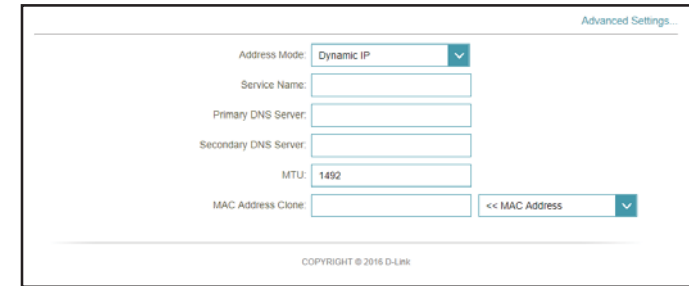 Advanced Settings...
Address Mode: Dynamic IP
Service Name:
Primary DNS Server:
Secondary DNS Server:
MTU: 1492
MAC Address Clone: << MAC Address
COPYRIGHT © 2016 D-Link